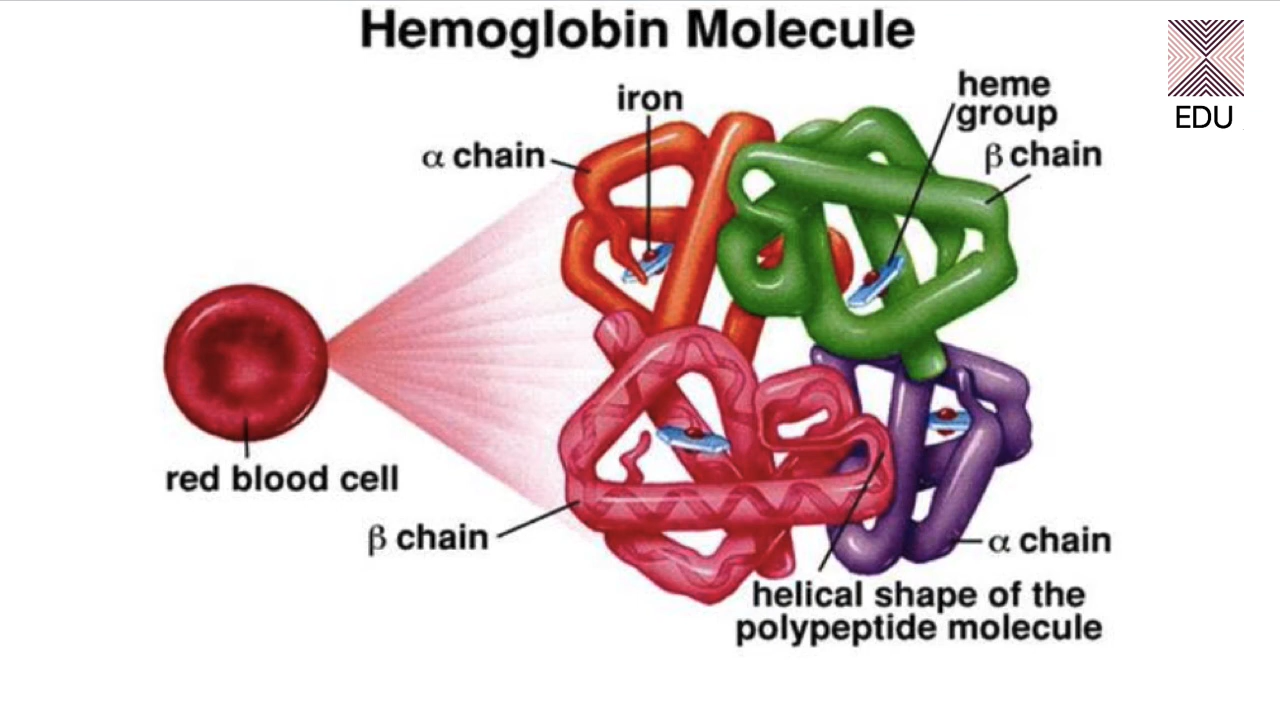 Hemoglobin Molecule
EDU
iron
heme
group
α chain
β chain
red blood cell
β chain
α chain
helical shape of the
polypeptide molecule